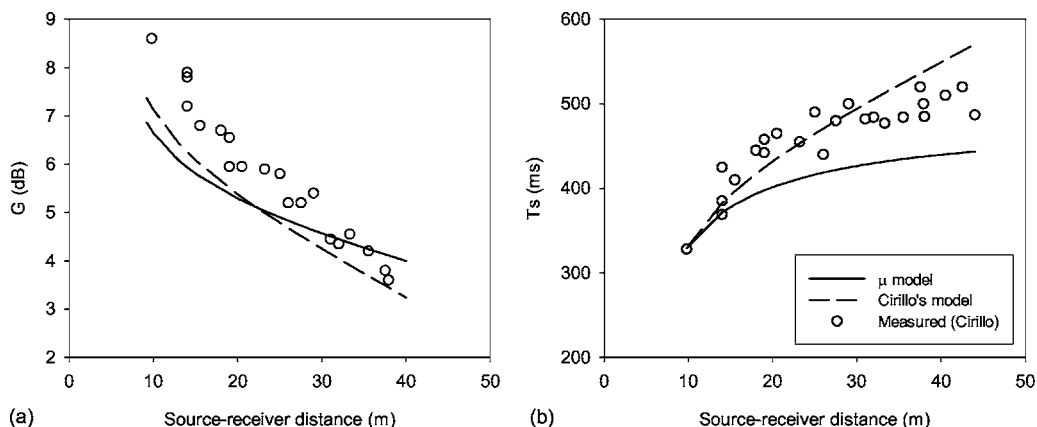 9
8
7
6
5
4
3
2
G (dB)
0 10 20 30 40 50
(a) Source-receiver distance (m)
600
500
400
300
200
Ts (ms)
μ model
Cirillo's model
Measured (Cirillo)
0 10 20 30 40 50
(b) Source-receiver distance (m)